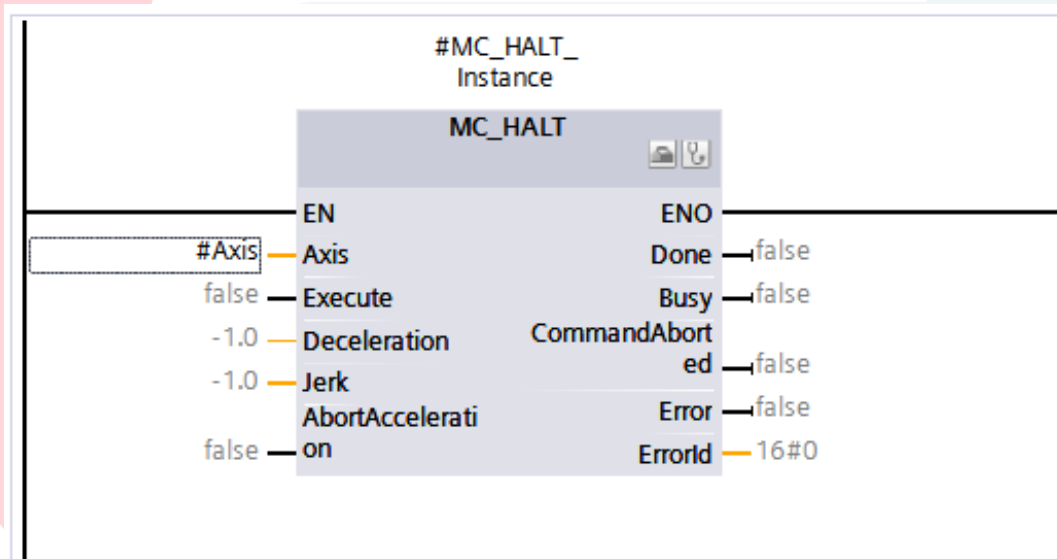 #MC_HALT_
Instance
MC_HALT
EN ENO
#Axis Axis Done false
false Execute Busy false
-1.0 Deceleration CommandAbort
ed false
-1.0 Jerk
AbortAccelerati Error false
false on ErrorId 16#0